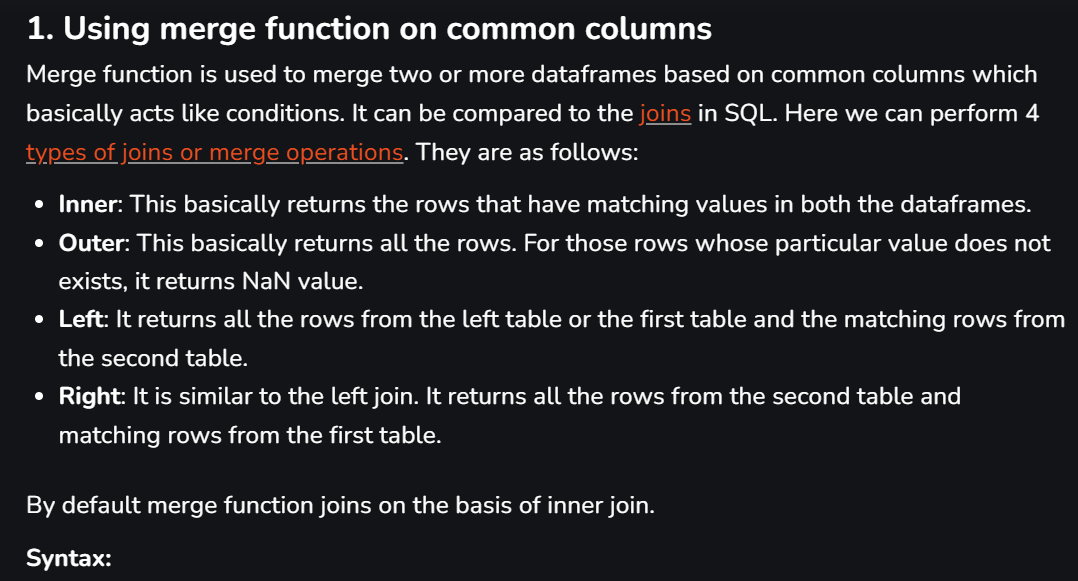 1. Using merge function on common columns
Merge function is used to merge two or more dataframes based on common columns which
basically acts like conditions. It can be compared to the joins in SQL. Here we can perform 4
types of joins or merge operations. They are as follows:
• Inner: This basically returns the rows that have matching values in both the dataframes.
• Outer: This basically returns all the rows. For those rows whose particular value does not
exists, it returns NaN value.
• Left: It returns all the rows from the left table or the first table and the matching rows from
the second table.
• Right: It is similar to the left join. It returns all the rows from the second table and
matching rows from the first table.
By default merge function joins on the basis of inner join.
Syntax: